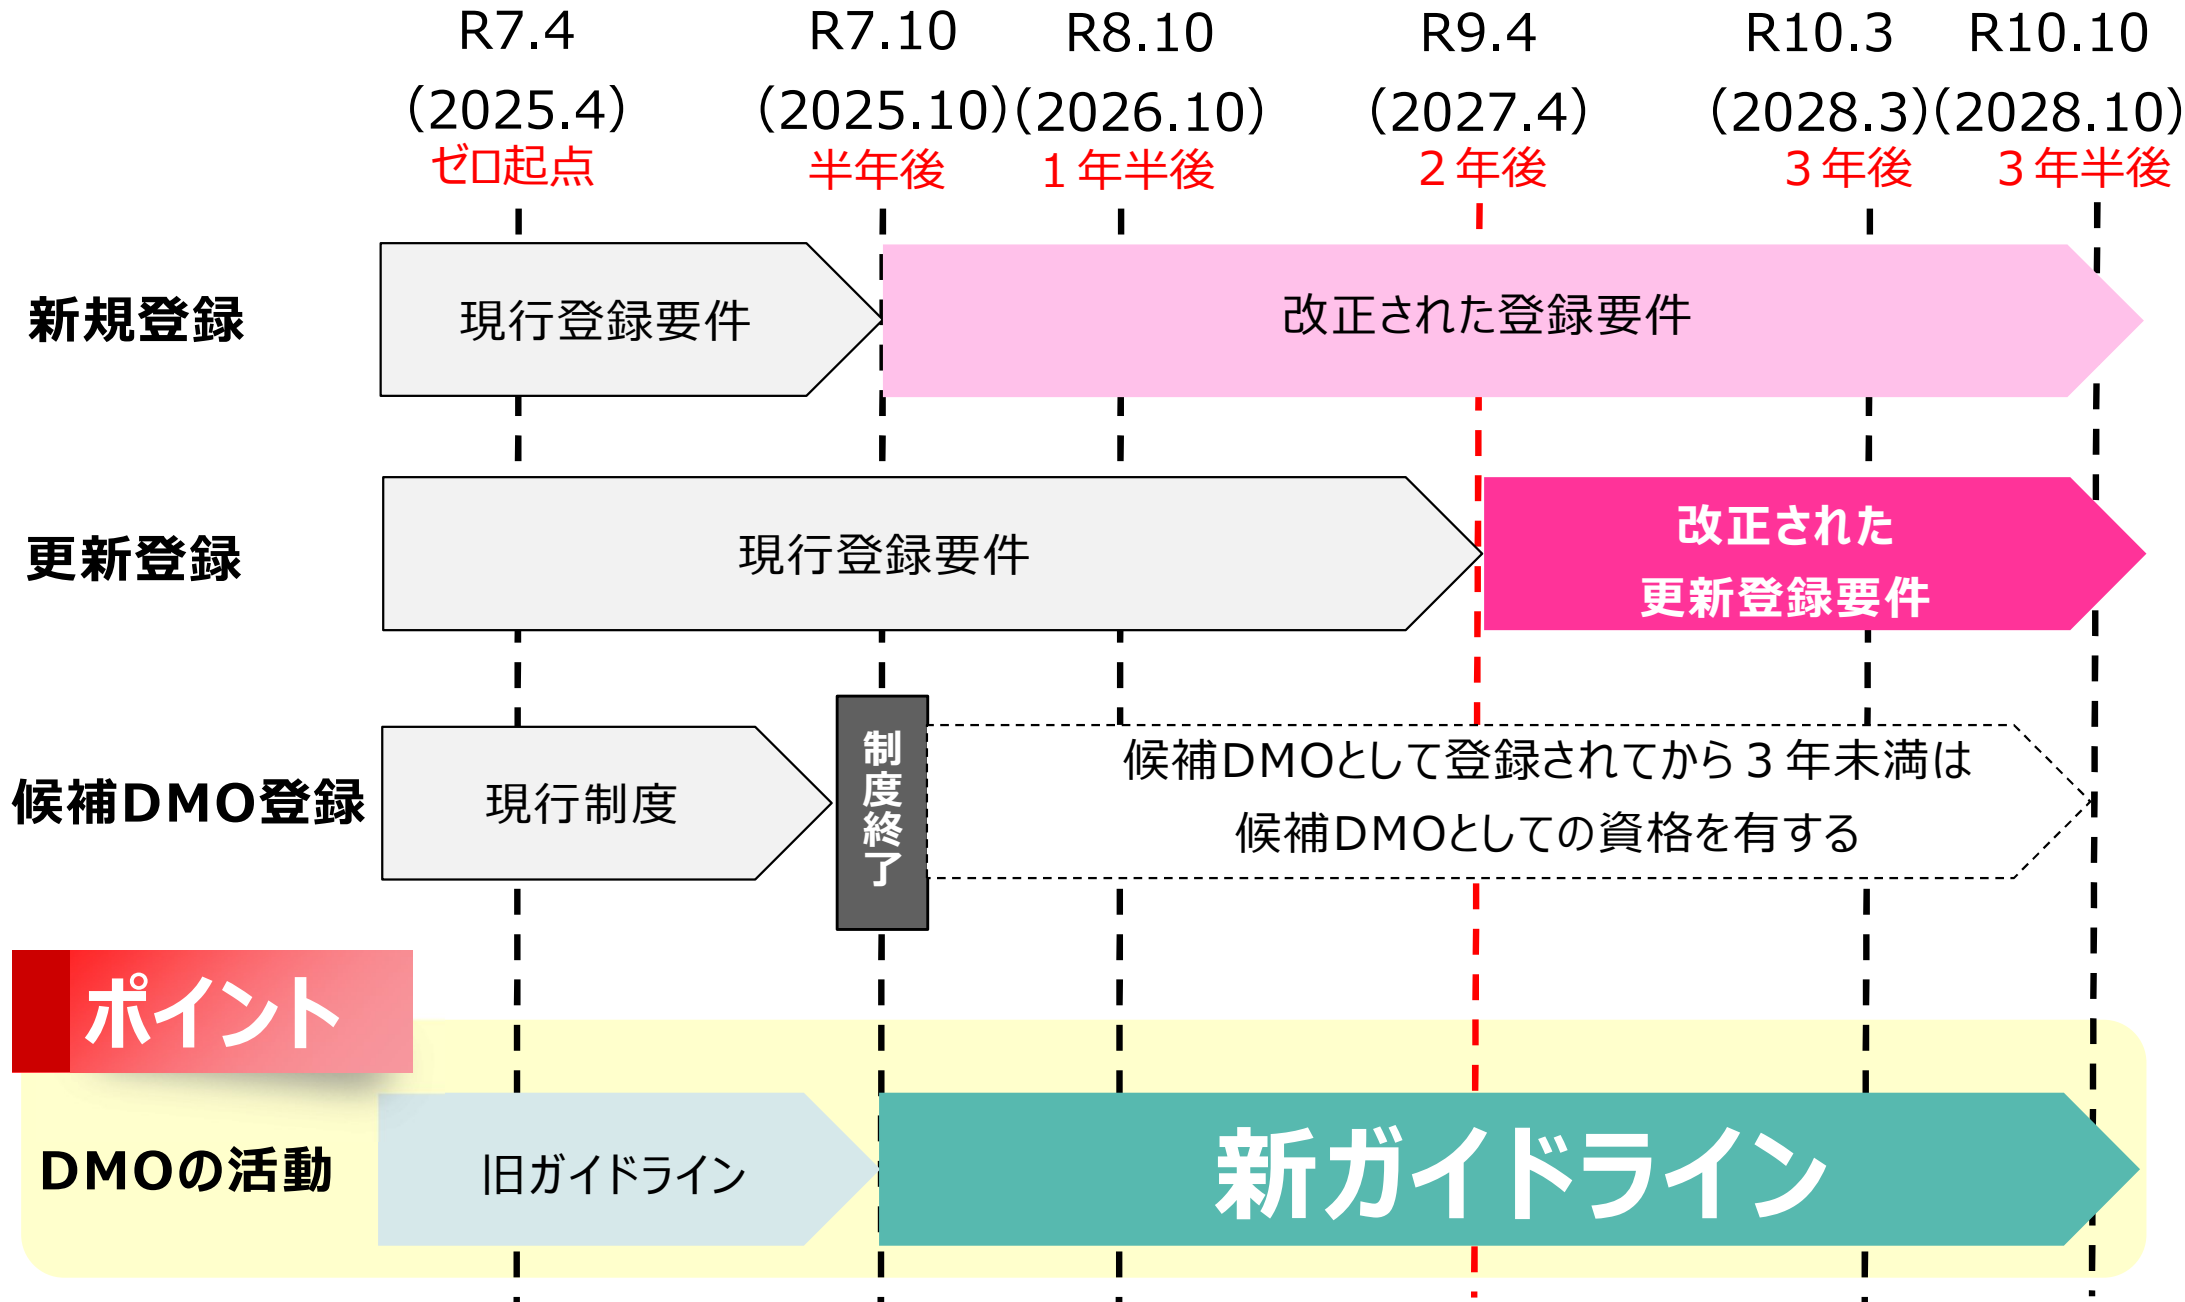 R7.4
R7.10
R8.10
R9.4
R10.3
R10.10
（2025.4）
（2025.10）
（2026.10）
（2027.4）
（2028.3）
（2028.10）
ゼロ起点
半年後
１年半後
２年後
３年後
３年半後
新規登録
現行登録要件
改正された登録要件
更新登録
現行登録要件
改正された
更新登録要件
候補DMO登録
現行制度
制度終了
候補DMOとして登録されてから３年未満は
候補DMOとしての資格を有する
ポイント
DMOの活動
旧ガイドライン
新ガイドライン